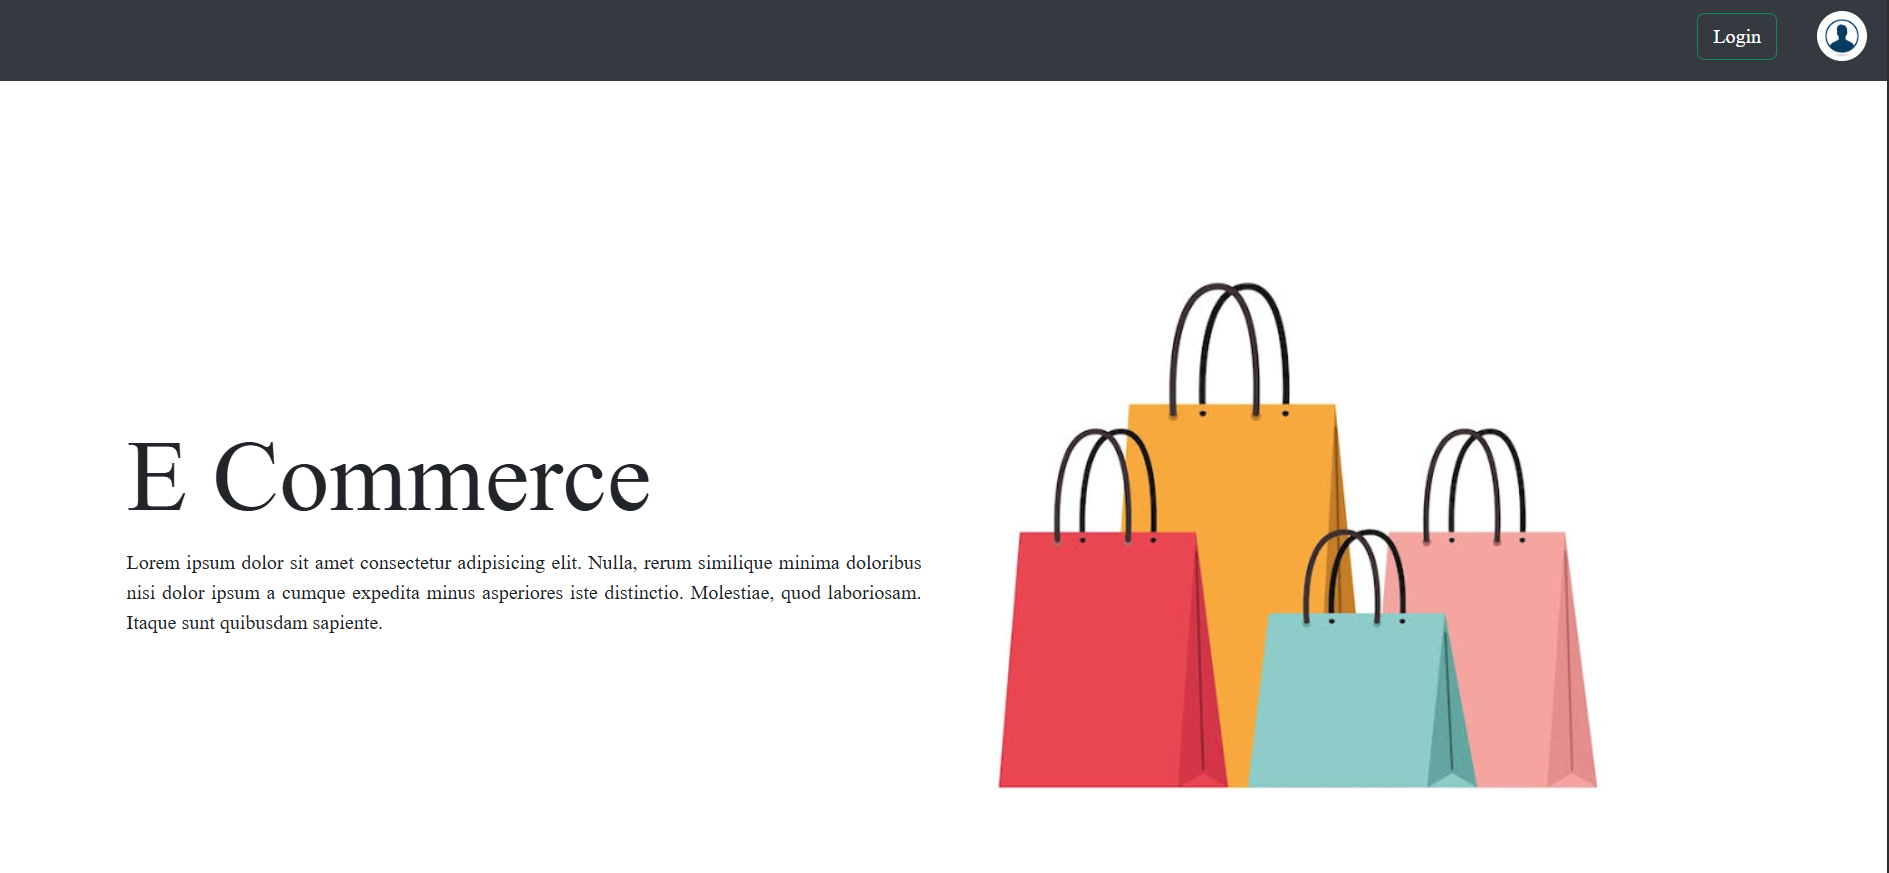 Login
E Commerce
Lorem ipsum dolor sit amet consectetur adipisicing elit. Nulla, rerum similique minima doloribus
nisi dolor ipsum a cumque expedita minus asperiores iste distinctio. Molestiae, quod laboriosam.
Itaque sunt quibusdam sapiente.